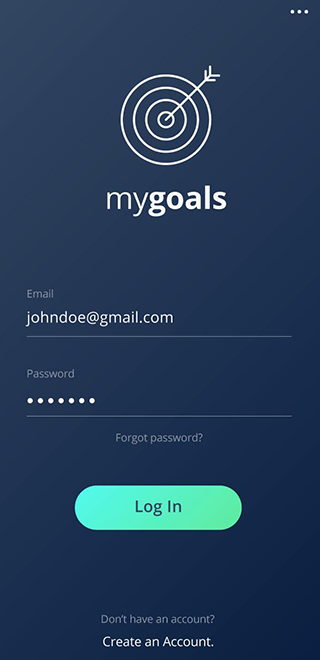 mygoals
Email
johndoe@gmail.com
Password
•••••••
Forgot password?
Log In
Don't have an account?
Create an Account.